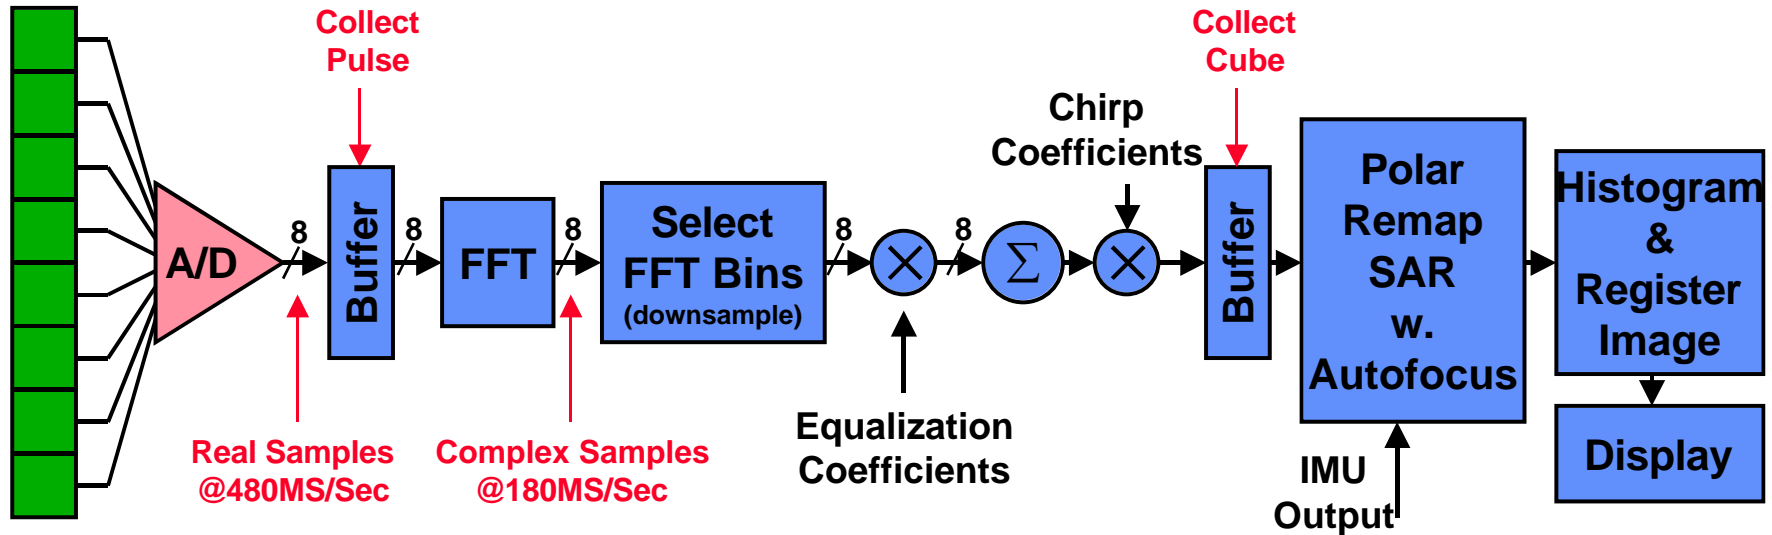 Collect
Pulse
Collect
Cube
Chirp
Coefficients
A/D
8
Buffer
8
FFT
8
Select
FFT Bins
(downsample)
8
8
Σ
Buffer
Polar
Remap
SAR
w.
Autofocus
Histogram
&
Register
Image
Display
Real Samples
@480MS/Sec
Complex Samples
@180MS/Sec
Equalization
Coefficients
IMU
Output